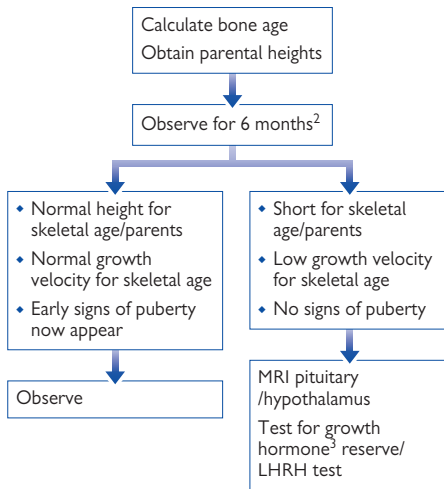 Calculate bone age
Obtain parental heights
Observe for 6 months²
◆ Normal height for
skeletal age/parents
◆ Normal growth
velocity for skeletal age
◆ Early signs of puberty
now appear
◆ Short for skeletal
age/parents
◆ Low growth velocity
for skeletal age
◆ No signs of puberty
Observe
MRI pituitary
/hypothalamus
Test for growth
hormone³ reserve/
LHRH test